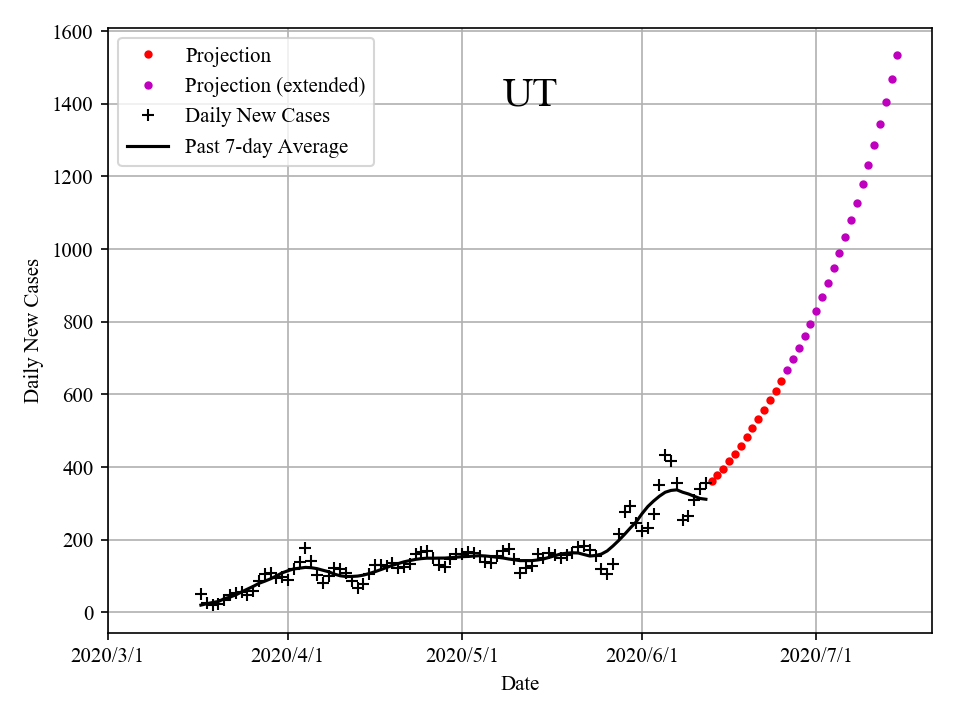 UT
Projection
Projection (extended)
Daily New Cases
Past 7-day Average
1600
1400
1200
1000
800
600
400
200
0
Daily New Cases
2020/3/1 2020/4/1 2020/5/1 2020/6/1 2020/7/1
Date